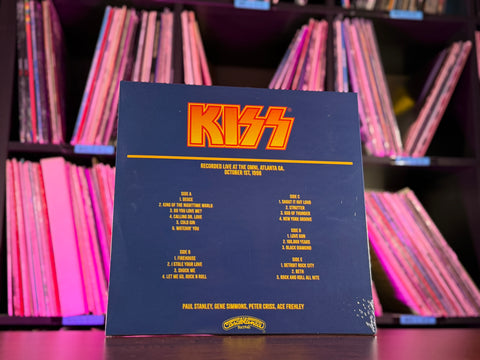 KISS
RECORDED LIVE AT THE OMNI, ATLANTA GA.
OCTOBER 1ST, 1996
SIDE A
1. DEUCE
2. KING OF THE NIGHTTIME WORLD
3. DO YOU LOVE ME?
4. CALLING DR. LOVE
5. COLD GIN
6. WATCHIN' YOU
SIDE B
1. FIREHOUSE
2. I STOLE YOUR LOVE
3. SHOCK ME
4. LET ME GO, ROCK N ROLL
SIDE C
1. SHOUT IT OUT LOUD
2. STRUTTER
3. GOD OF THUNDER
4. NEW YORK GROOVE
SIDE D
1. LOVE GUN
2. 100,000 YEARS
3. BLACK DIAMOND
SIDE E
1. DETROIT ROCK CITY
2. BETH
3. ROCK AND ROLL ALL NITE
PAUL STANLEY, GENE SIMMONS, PETER CRISS, ACE FREHLEY
Casablanca